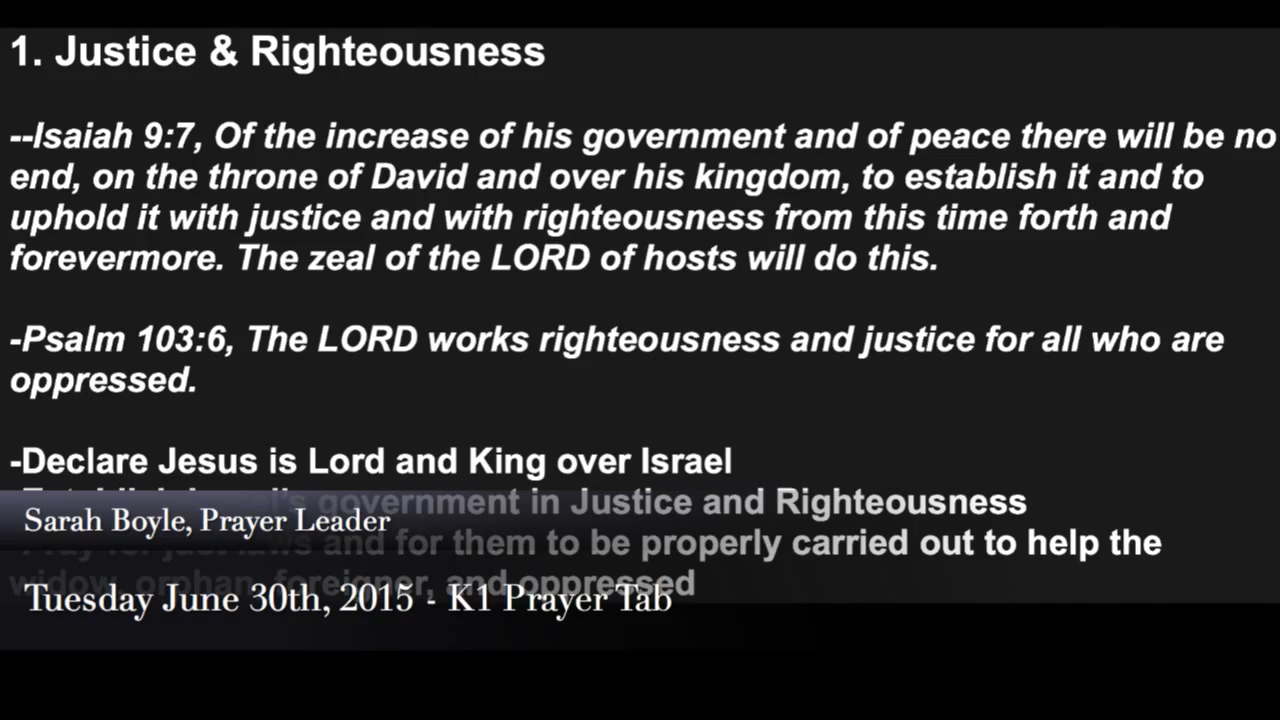 1. Justice & Righteousness
--Isaiah 9:7, Of the increase of his government and of peace there will be no
end, on the throne of David and over his kingdom, to establish it and to
uphold it with justice and with righteousness from this time forth and
forevermore. The zeal of the LORD of hosts will do this.
-Psalm 103:6, The LORD works righteousness and justice for all who are
oppressed.
-Declare Jesus is Lord and King over Israel
government in Justice and Righteousness
Sarah Boyle, Prayer Leader
and for them to be properly carried out to help the
widow, orphan, foreigner, and oppressed
Tuesday June 30th, 2015 - K1 Prayer Tab